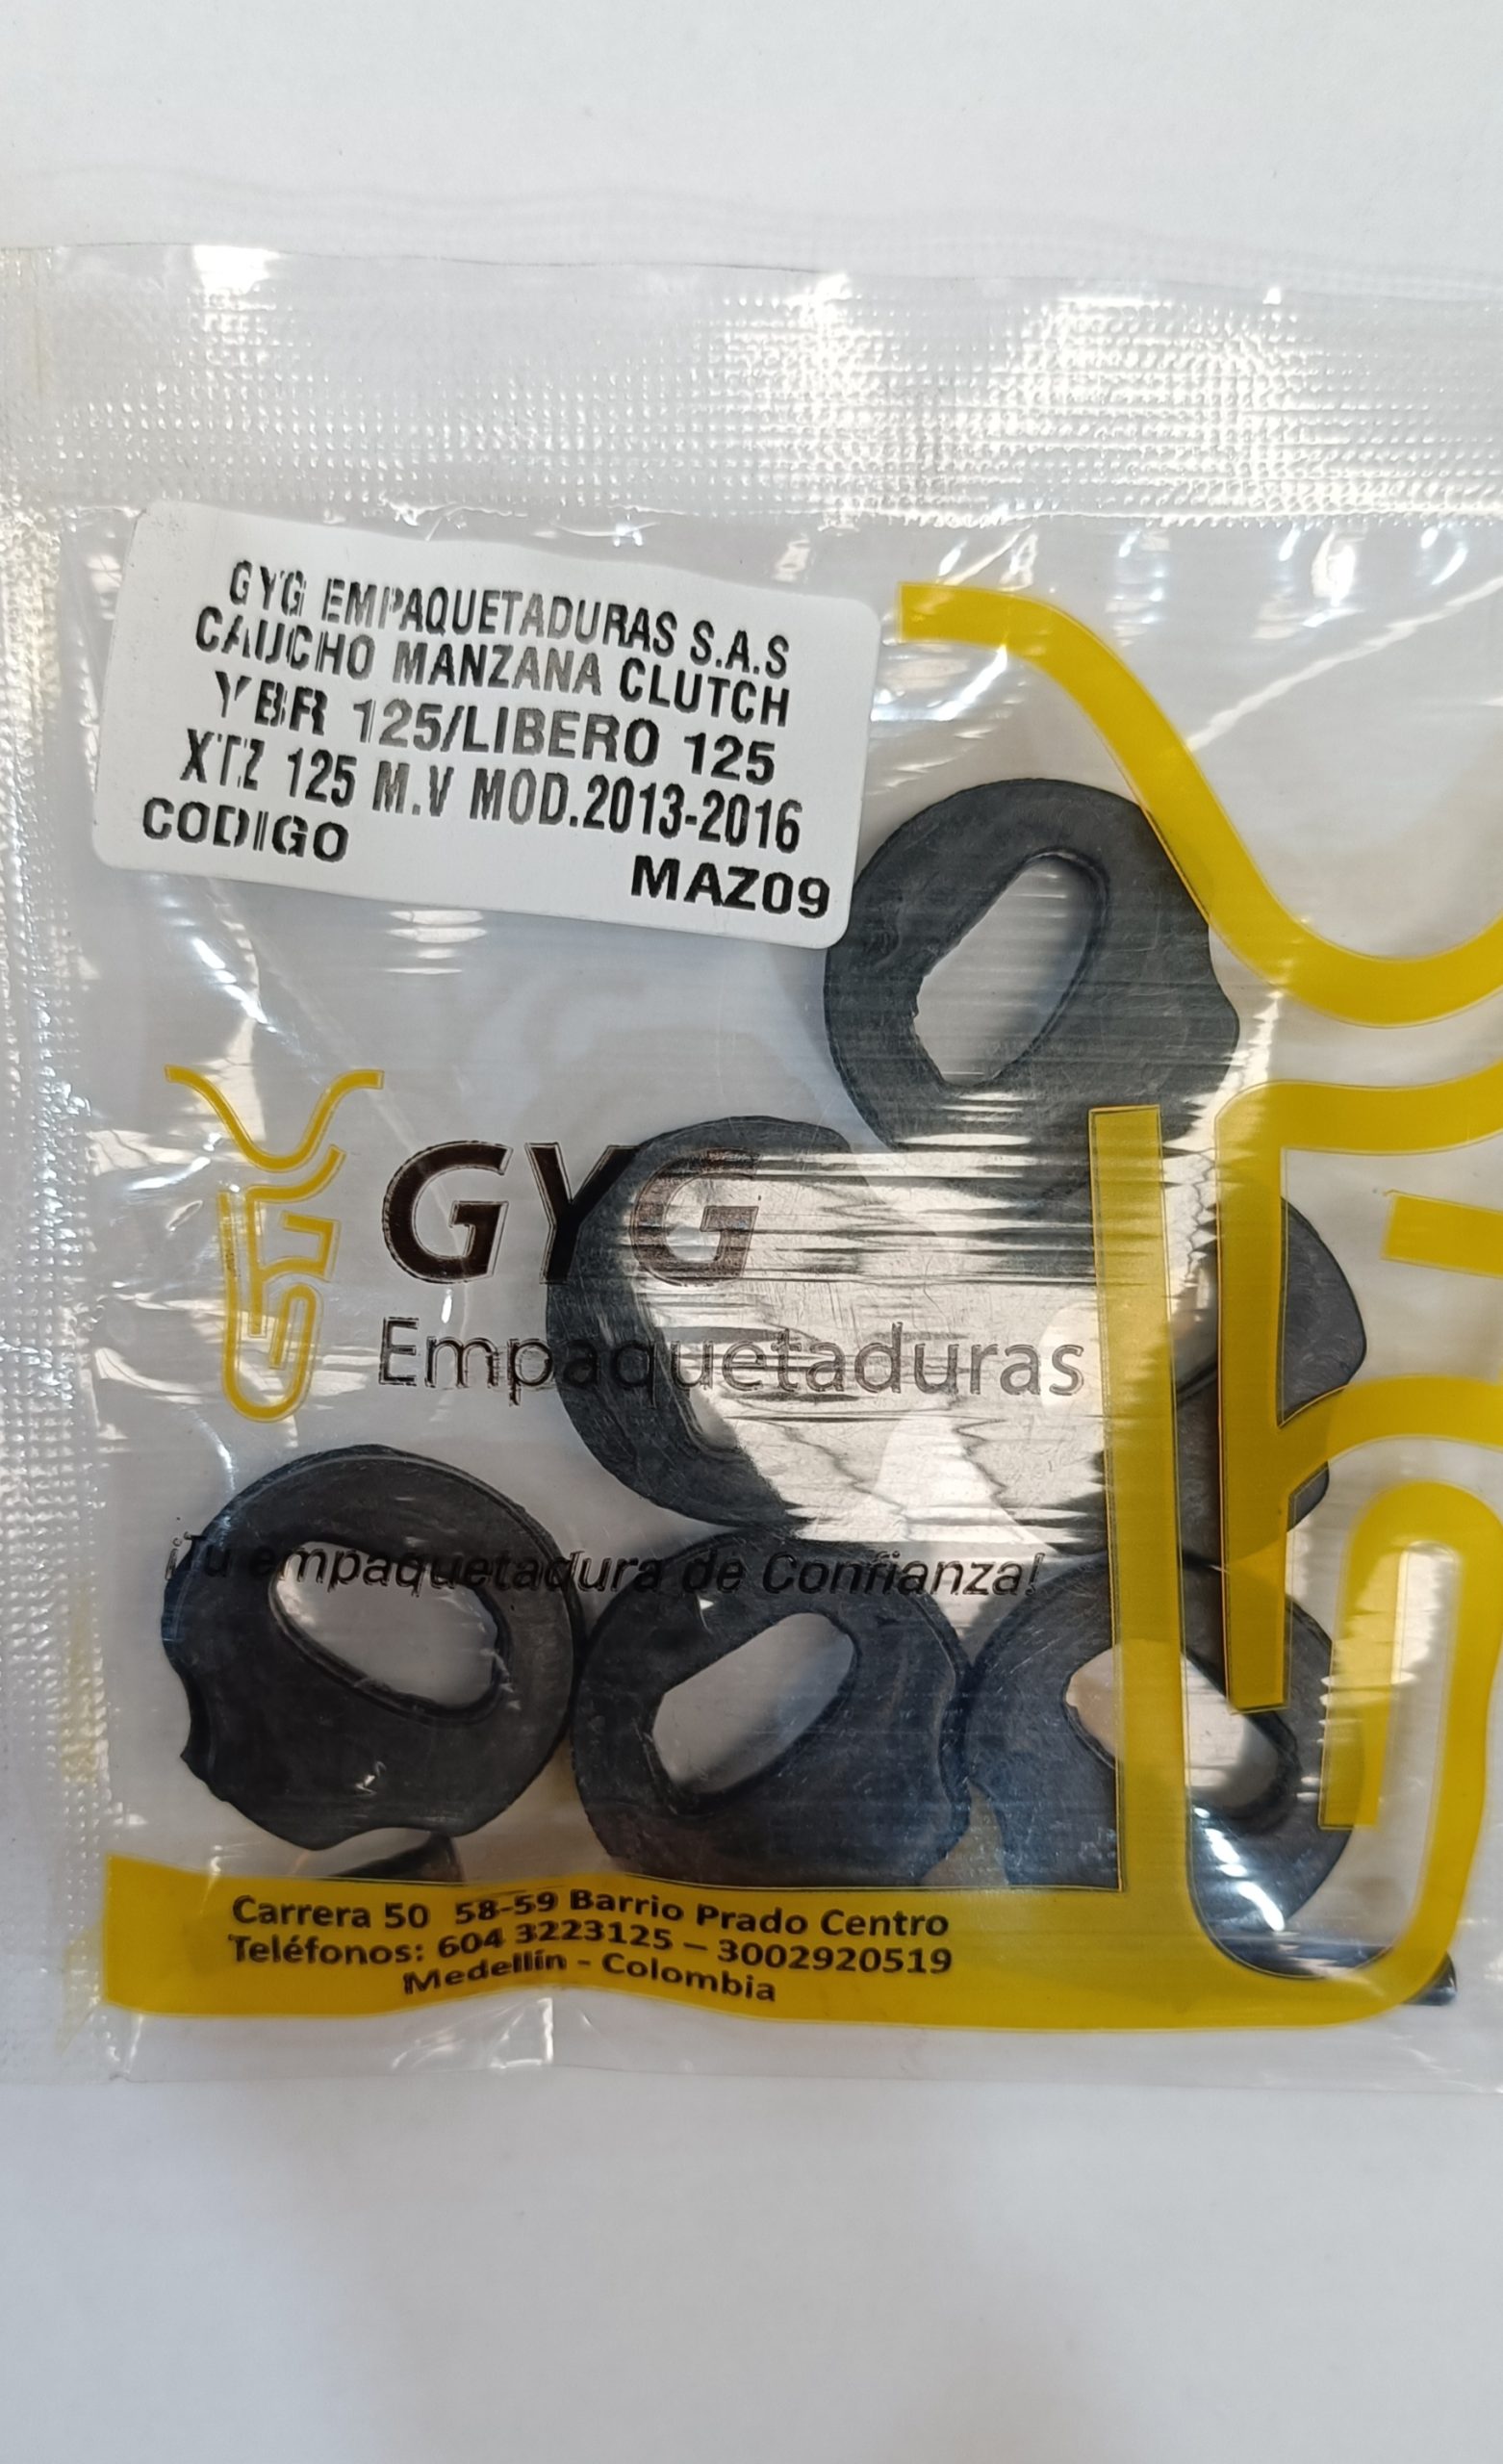 GYG EMPAQUETADURAS S.A.S
CAUCHO MANZANA CLUTCH
YBR 125/LIBERO 125
XTZ 125 M.V MOD.2013-2016
CODIGO MAZ09
GYG
Empaquetaduras
¡Tu empaquetadura de Confianza!
Carrera 50 58-59 Barrio Prado Centro
Teléfonos: 604 3223125 – 3002920519
Medellín - Colombia